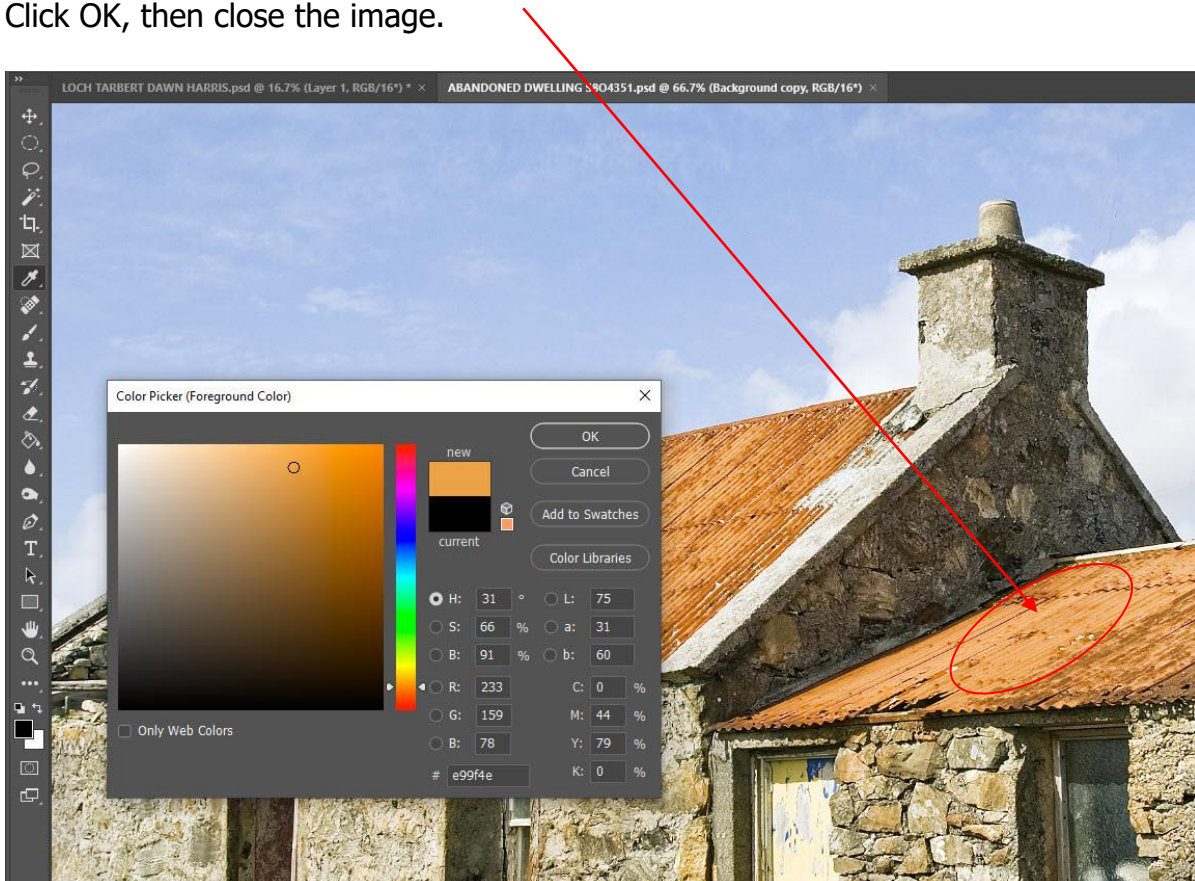 Click OK, then close the image.
LOCH TARBERT DAWN HARRIS.psd @ 16.7% (Layer 1, RGB/16*) * ×
ABANDONED DWELLING S8O4351.psd @ 66.7% (Background copy, RGB/16*) ×
Color Picker (Foreground Color)
new
current
OK
Cancel
Add to Swatches
Color Libraries
H: 31 °
S: 66 %
B: 91 %
R: 233
G: 159
B: 78
# e99f4e
L: 75
a: 31
b: 60
C: 0 %
M: 44 %
Y: 79 %
K: 0 %
Only Web Colors